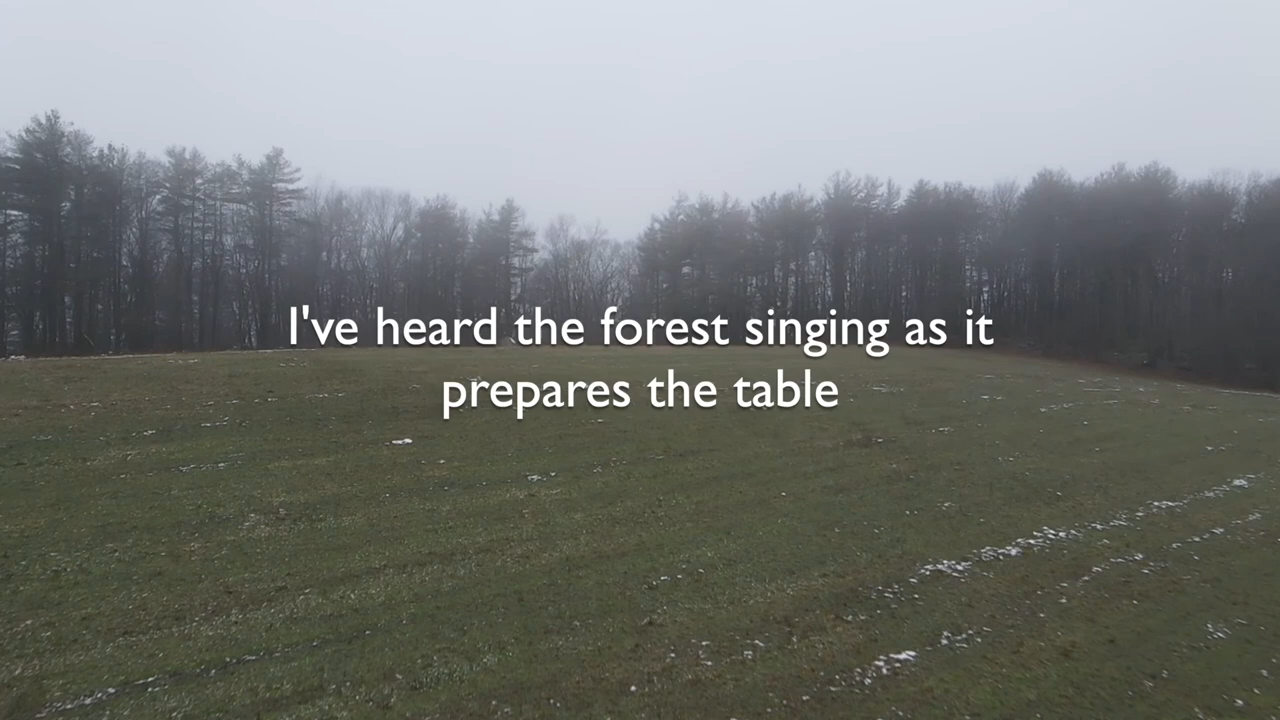 I've heard the forest singing as it
prepares the table